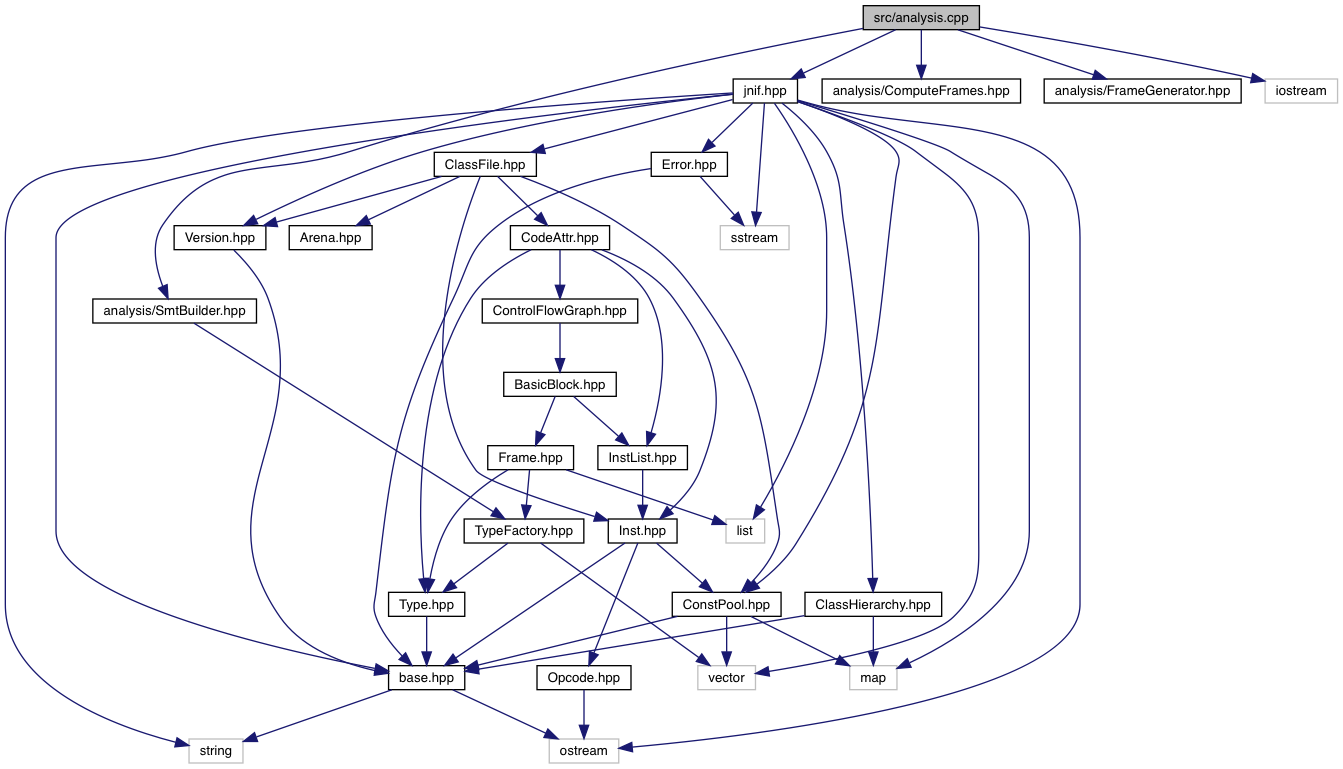 src/analysis.cpp
jnif.hpp
analysis/ComputeFrames.hpp
analysis/FrameGenerator.hpp
iostream
ClassFile.hpp
Error.hpp
Version.hpp
Arena.hpp
CodeAttr.hpp
sstream
analysis/SmtBuilder.hpp
ControlFlowGraph.hpp
BasicBlock.hpp
Frame.hpp
InstList.hpp
TypeFactory.hpp
Inst.hpp
list
Type.hpp
ConstPool.hpp
ClassHierarchy.hpp
base.hpp
Opcode.hpp
vector
map
string
ostream